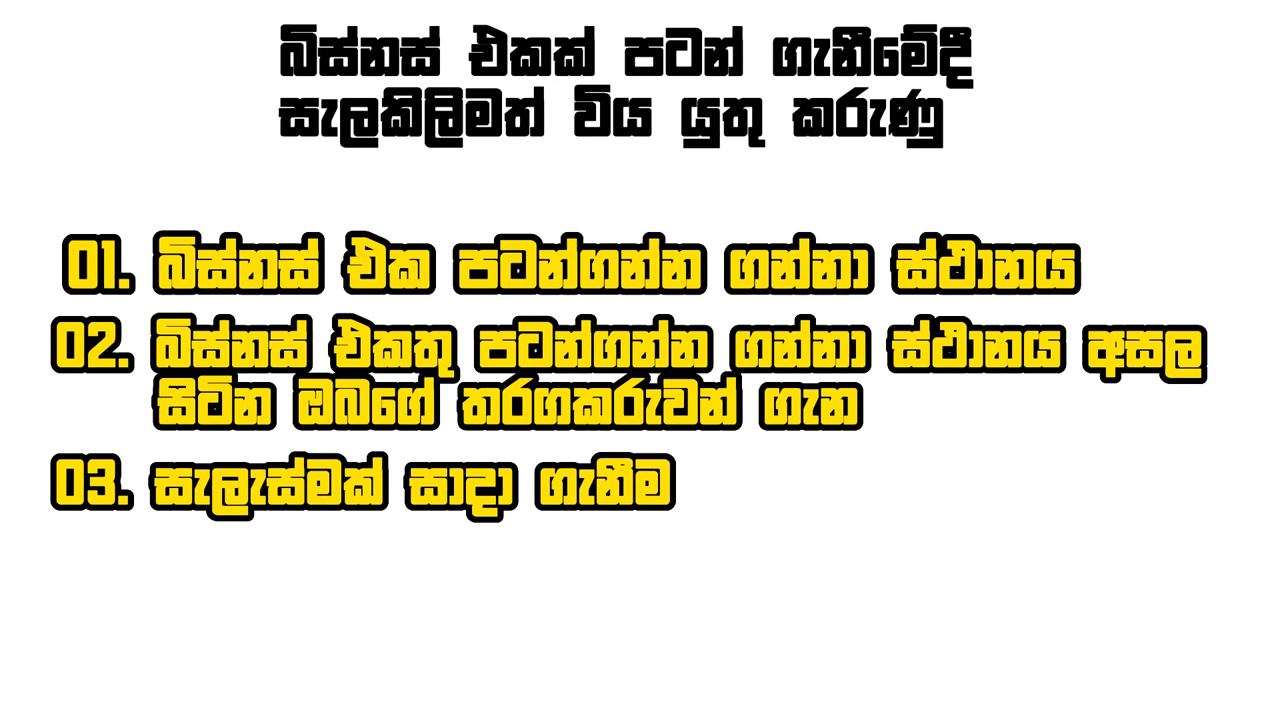 බිස්නස් එකක් පටන් ගැනීමේදී
සැලකිලිමත් විය යුතු කරුණු
01. බිස්නස් එක පටන්ගන්න ගන්නා ස්ථානය
02. බිස්නස් එකතු පටන්ගන්න ගන්නා ස්ථානය අසල
සිටින ඔබගේ තරගකරුවන් ගැන
03. සැලැස්මක් සාදා ගැනීම